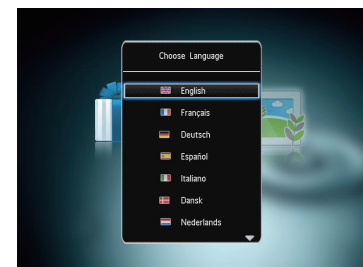 Choose Language
English
Français
Deutsch
Español
Italiano
Dansk
Nederlands